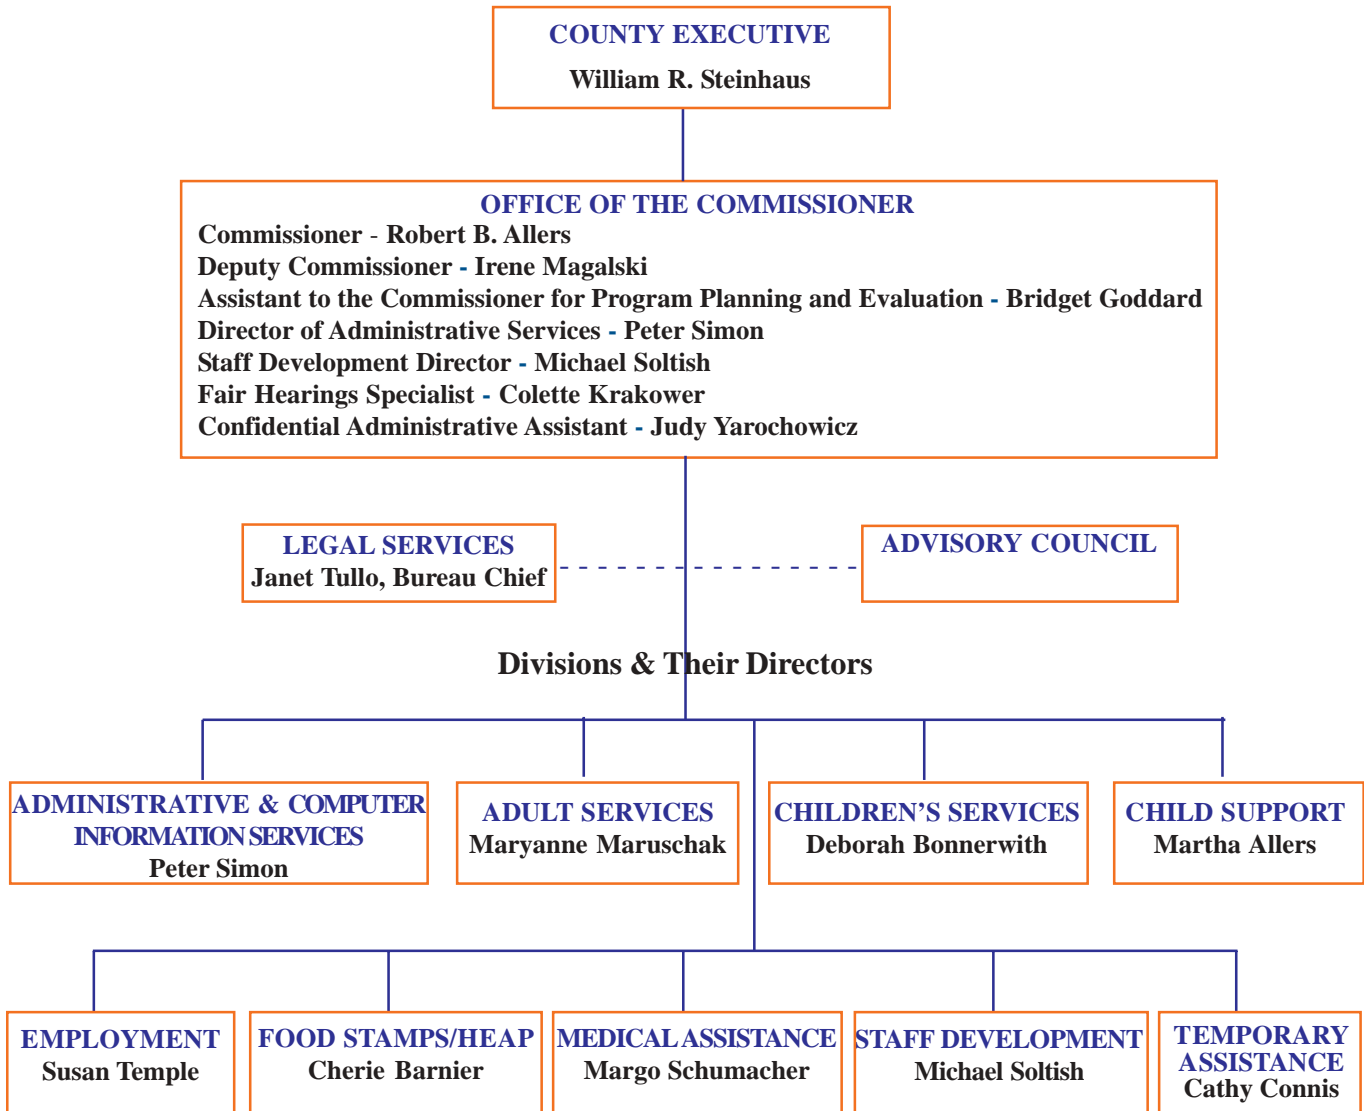 COUNTY EXECUTIVE
William R. Steinhaus
OFFICE OF THE COMMISSIONER
Commissioner - Robert B. Allers
Deputy Commissioner - Irene Magalski
Assistant to the Commissioner for Program Planning and Evaluation - Bridget Goddard
Director of Administrative Services - Peter Simon
Staff Development Director - Michael Soltish
Fair Hearings Specialist - Colette Krakower
Confidential Administrative Assistant - Judy Yarochowicz
LEGAL SERVICES
Janet Tullo, Bureau Chief
ADVISORY COUNCIL
Divisions & Their Directors
ADMINISTRATIVE & COMPUTER
INFORMATION SERVICES
Peter Simon
ADULT SERVICES
Maryanne Maruschak
CHILDREN’S SERVICES
Deborah Bonnerwith
CHILD SUPPORT
Martha Allers
EMPLOYMENT
Susan Temple
FOOD STAMPS/HEAP
Cherie Barnier
MEDICAL ASSISTANCE
Margo Schumacher
STAFF DEVELOPMENT
Michael Soltish
TEMPORARY
ASSISTANCE
Cathy Connis